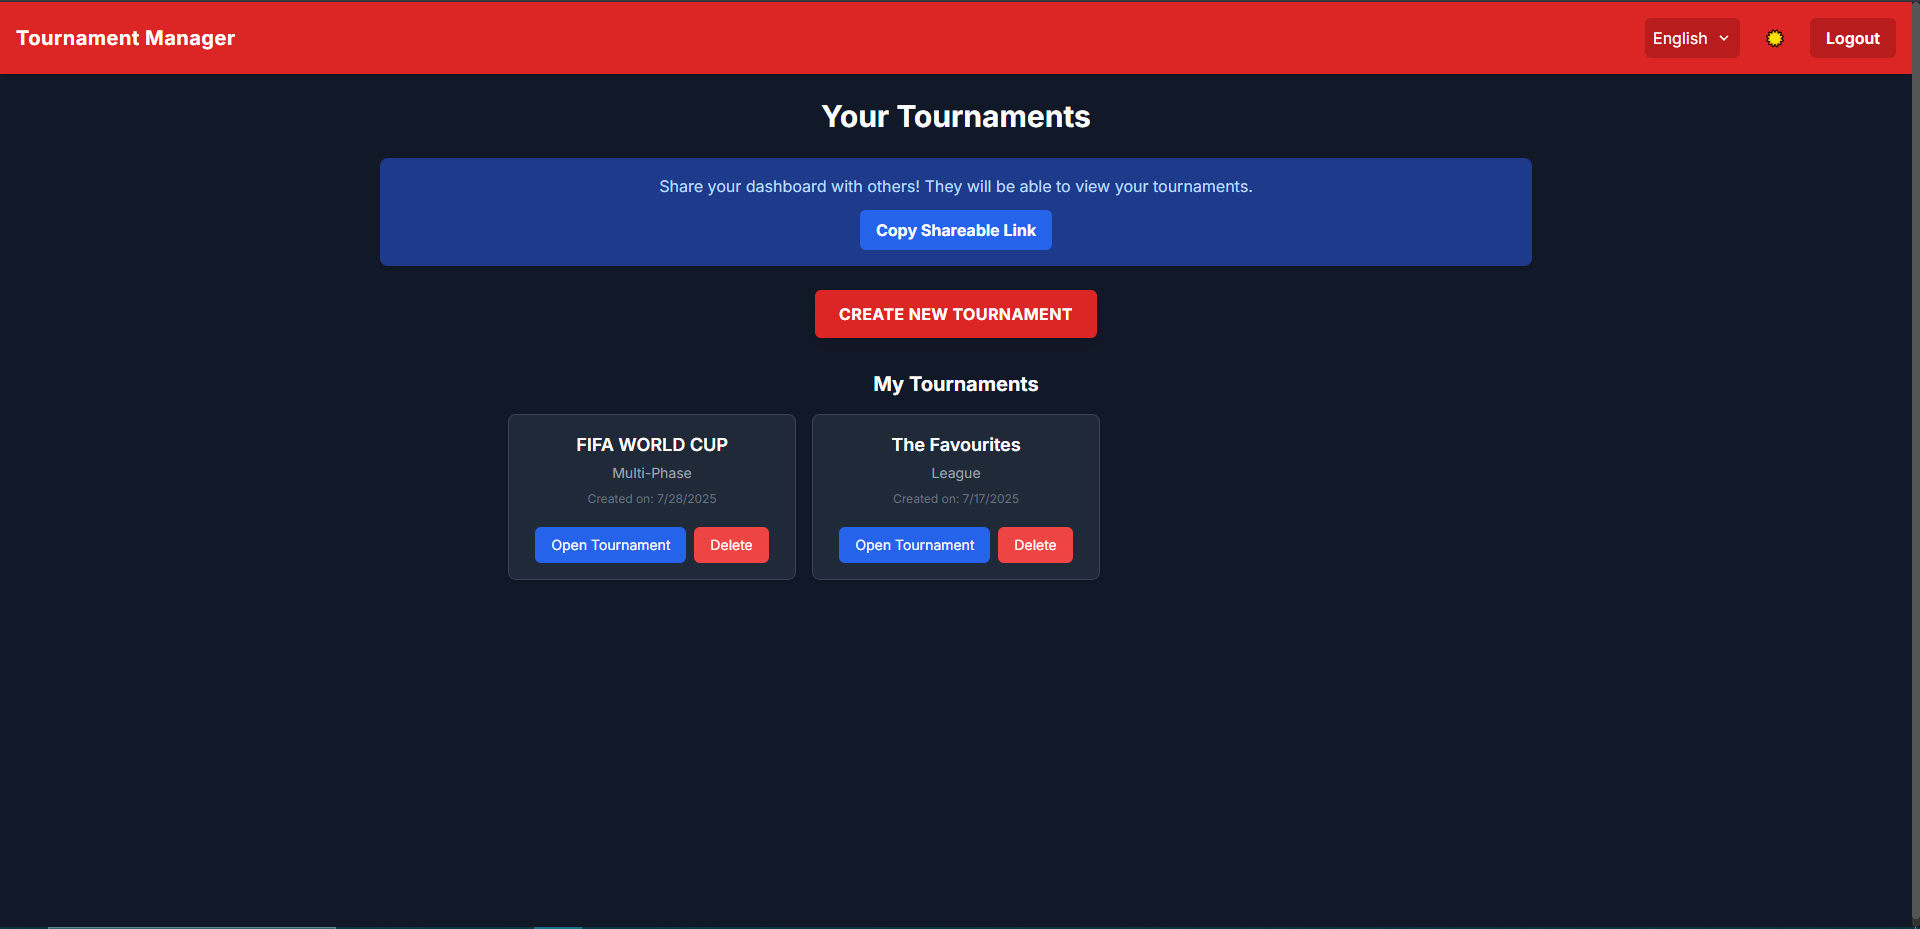 Tournament Manager
English
Logout
Your Tournaments
Share your dashboard with others! They will be able to view your tournaments.
Copy Shareable Link
CREATE NEW TOURNAMENT
My Tournaments
FIFA WORLD CUP
Multi-Phase
Created on: 7/28/2025
Open Tournament
Delete
The Favourites
League
Created on: 7/17/2025
Open Tournament
Delete